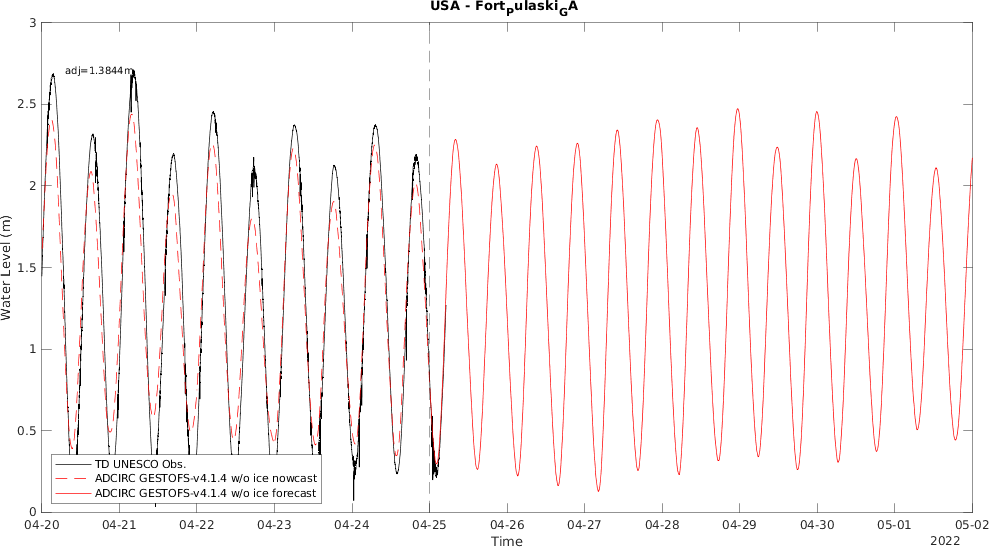 USA - FortPulaskiGA
adj=1.3844m
Water Level (m)
3
2.5
2
1.5
1
0.5
0
TD UNESCO Obs.
ADCIRC GESTOFS-v4.1.4 w/o ice nowcast
ADCIRC GESTOFS-v4.1.4 w/o ice forecast
04-20 04-21 04-22 04-23 04-24 04-25 04-26 04-27 04-28 04-29 04-30 05-01 05-02
Time
2022